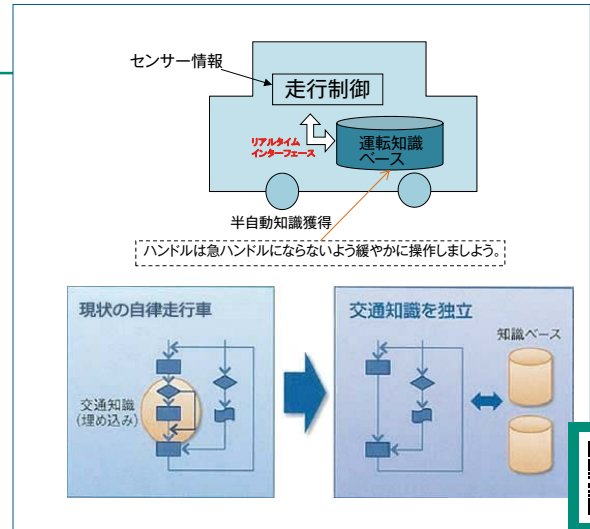 センサー情報
走行制御
リアルタイム
インターフェース
運転知識
ベース
半自動知識獲得
ハンドルは急ハンドルにならないよう緩やかに操作しましょう。
現状の自律走行車
交通知識
(埋め込み)
交通知識を独立
知識ベース